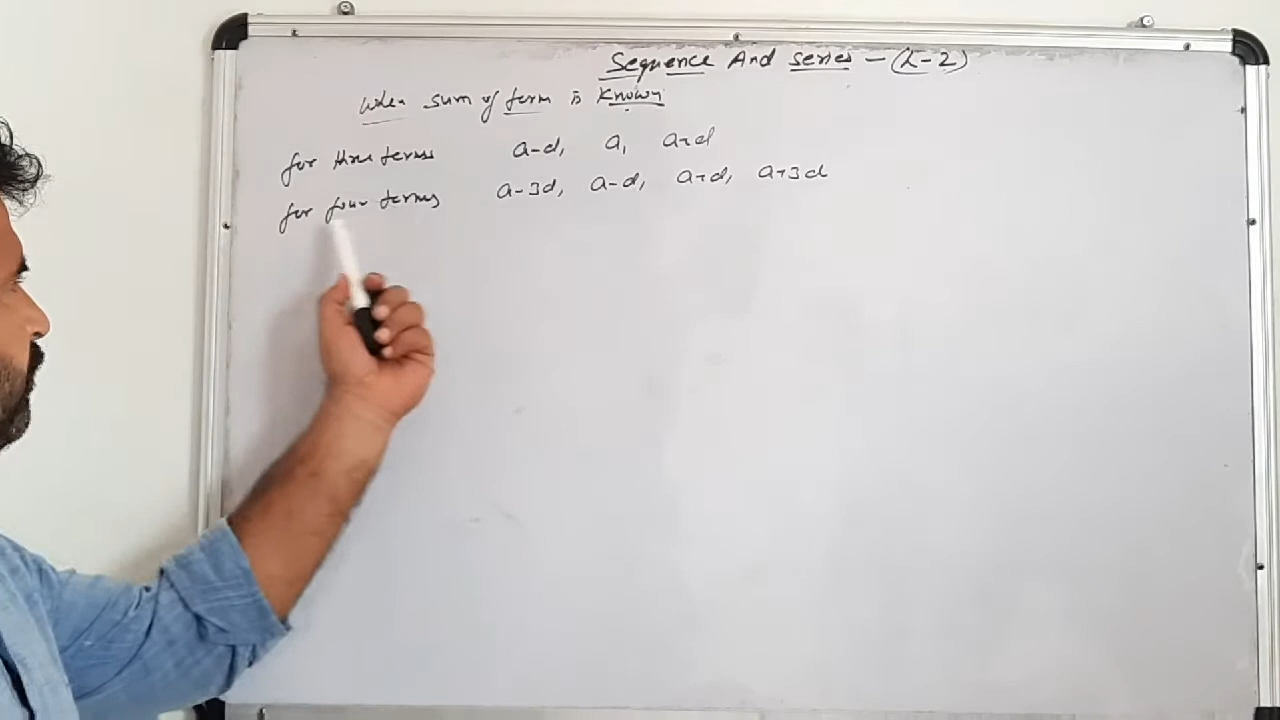 Sequence And series - (L-2)
When sum of term is known
for three terms a-d, a, a+d
for four terms a-3d, a-d, a+d, a+3d